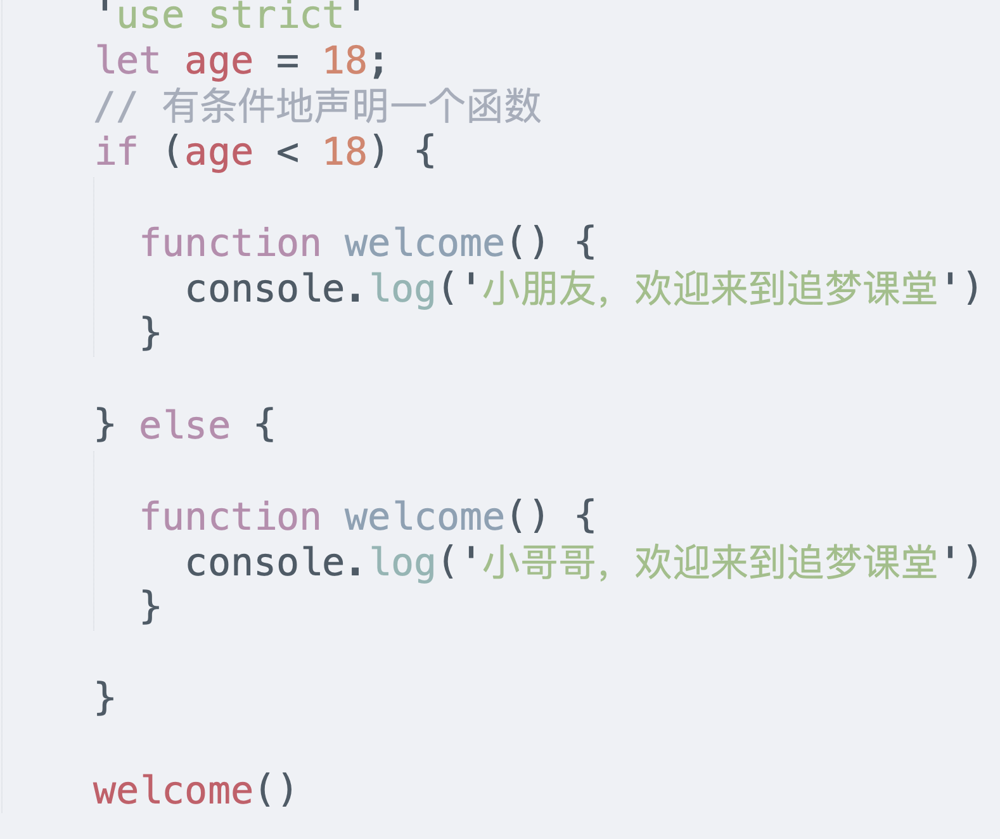 'use strict'
let age = 18;
// 有条件地声明一个函数
if (age < 18) {
function welcome() {
console.log('小朋友，欢迎来到追梦课堂')
}
} else {
function welcome() {
console.log('小哥哥，欢迎来到追梦课堂')
}
}
welcome()